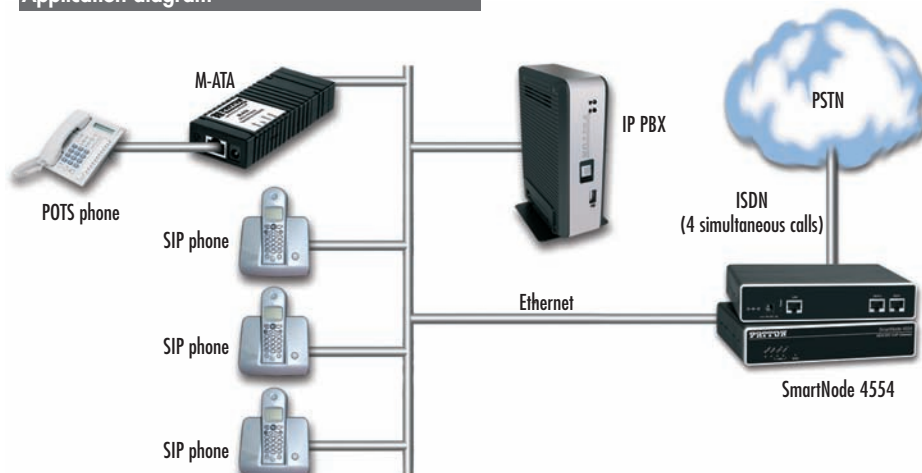 Application diagram
M-ATA
PSTN
IP PBX
POTS phone
ISDN
(4 simultaneous calls)
SIP phone
Ethernet
SIP phone
PATTON
SmartNode 4554
SIP phone